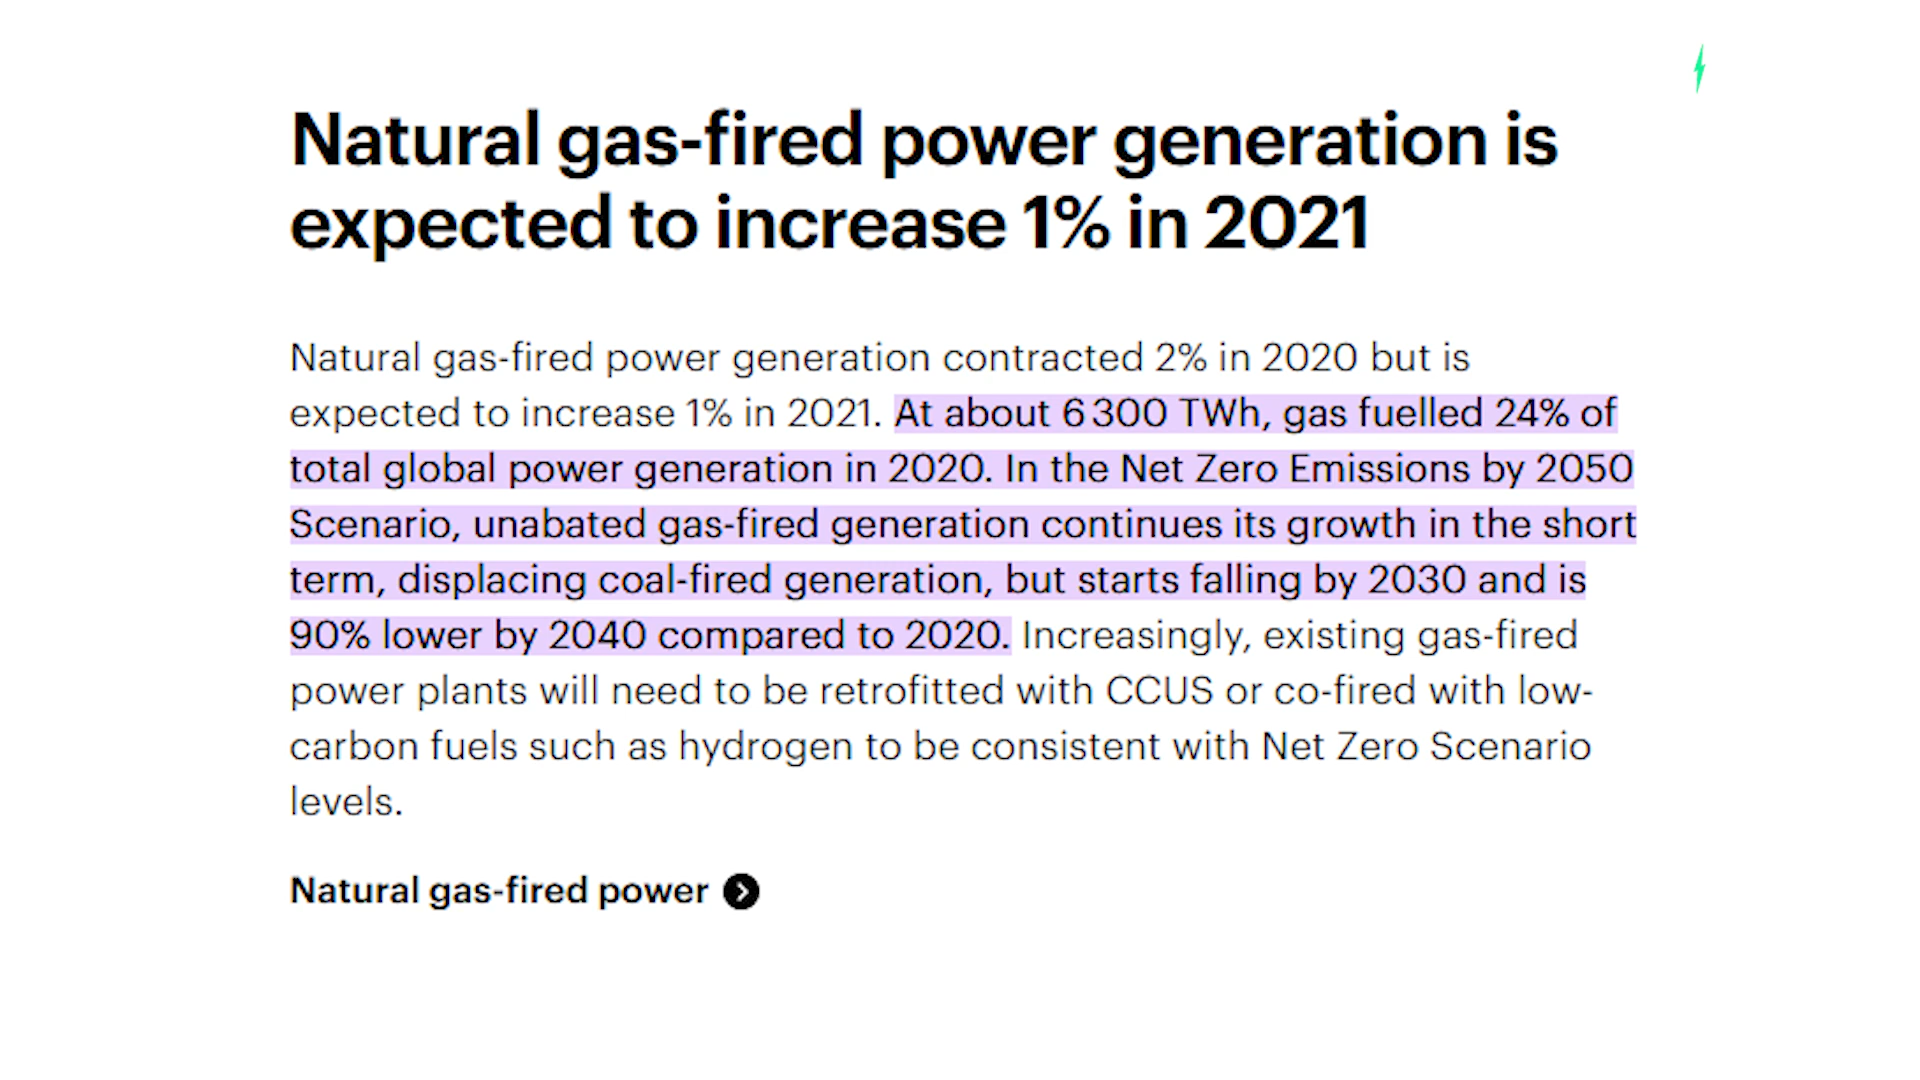 Natural gas-fired power generation is
expected to increase 1% in 2021
Natural gas-fired power generation contracted 2% in 2020 but is
expected to increase 1% in 2021. At about 6 300 TWh, gas fuelled 24% of
total global power generation in 2020. In the Net Zero Emissions by 2050
Scenario, unabated gas-fired generation continues its growth in the short
term, displacing coal-fired generation, but starts falling by 2030 and is
90% lower by 2040 compared to 2020. Increasingly, existing gas-fired
power plants will need to be retrofitted with CCUS or co-fired with low-
carbon fuels such as hydrogen to be consistent with Net Zero Scenario
levels.
Natural gas-fired power